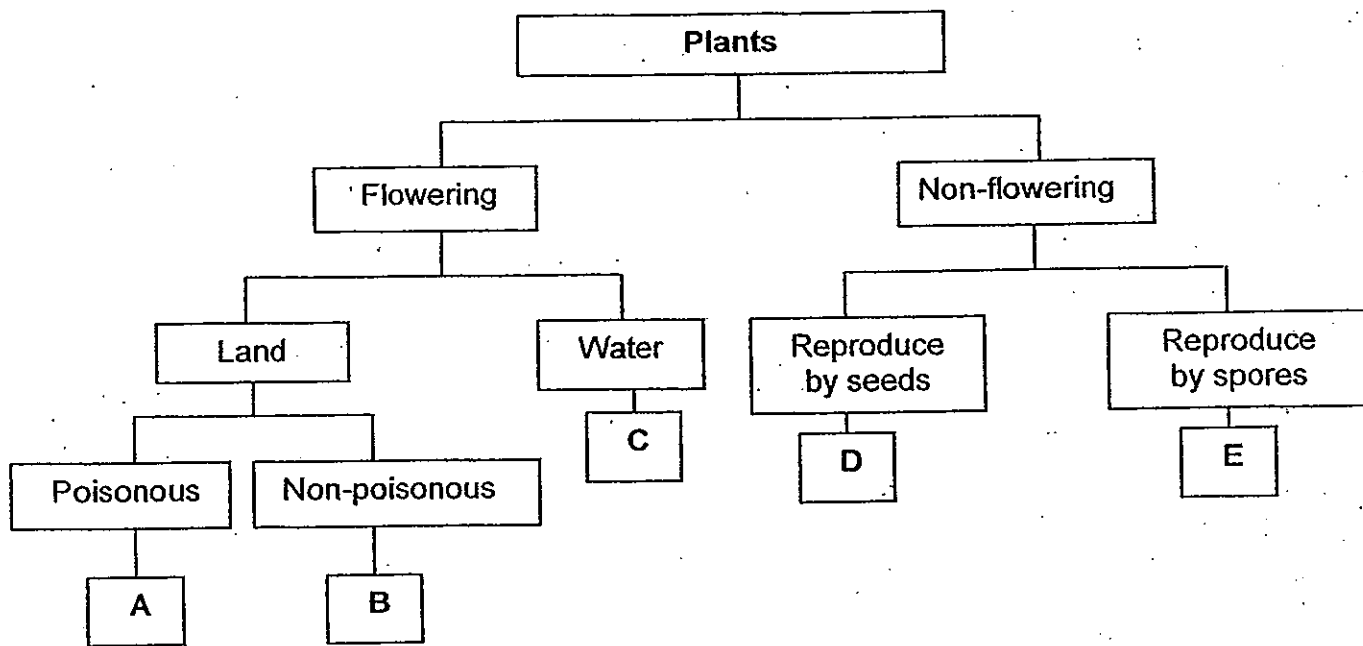 Plants
Flowering
Non-flowering
Land
Water
Reproduce
by seeds
Reproduce
by spores
C
D
E
Poisonous
Non-poisonous
A
B